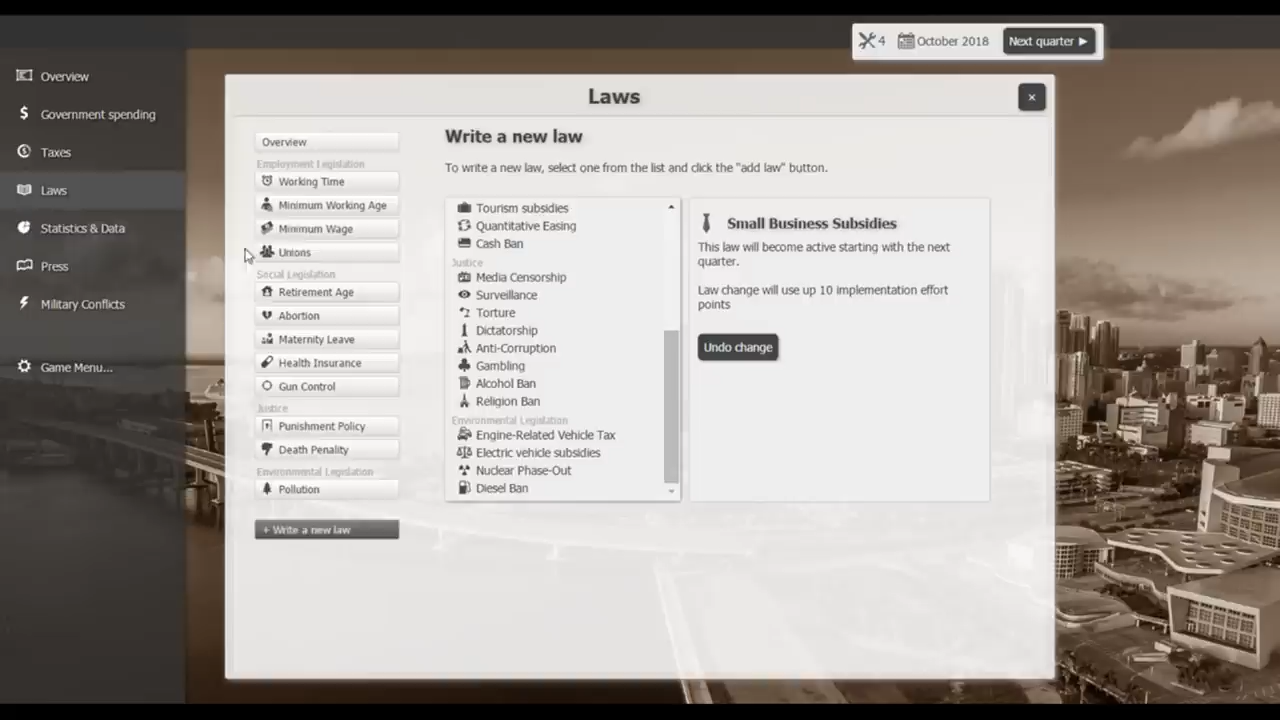 4
October 2018
Next quarter ▶
Overview
Government spending
Taxes
Laws
Statistics & Data
Press
Military Conflicts
Game Menu...
Laws
×
Overview
Employment Legislation
Working Time
Minimum Working Age
Minimum Wage
Unions
Social Legislation
Retirement Age
Abortion
Maternity Leave
Health Insurance
Gun Control
Justice
Punishment Policy
Death Penality
Environmental Legislation
Pollution
+ Write a new law
Write a new law
To write a new law, select one from the list and click the "add law" button.
Tourism subsidies
Quantitative Easing
Cash Ban
Justice
Media Censorship
Surveillance
Torture
Dictatorship
Anti-Corruption
Gambling
Alcohol Ban
Religion Ban
Environmental Legislation
Engine-Related Vehicle Tax
Electric vehicle subsidies
Nuclear Phase-Out
Diesel Ban
Small Business Subsidies
This law will become active starting with the next
quarter.
Law change will use up 10 implementation effort
points
Undo change